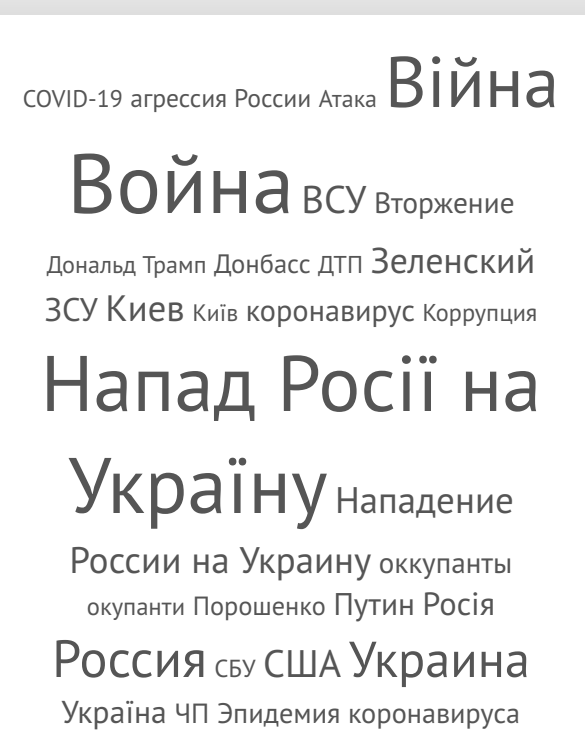 COVID-19 агрессия России Атака Війна
Война ВСУ Вторжение
Дональд Трамп Донбасс ДТП Зеленский
ЗСУ Киев Київ коронавирус Коррупция
Напад Росії на
Україну Нападение
России на Украину оккупанты
окупанти Порошенко Путин Росія
Россия СБУ США Украина
Україна ЧП Эпидемия коронавируса